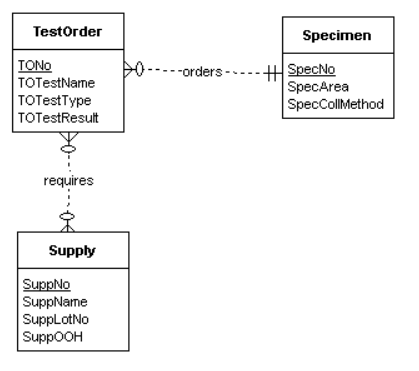 TestOrder
TONo
TOTestName
TOTestType
TOTestResult
orders
Specimen
SpecNo
SpecArea
SpecCollMethod
requires
Supply
SuppNo
SuppName
SuppLotNo
SuppOOH